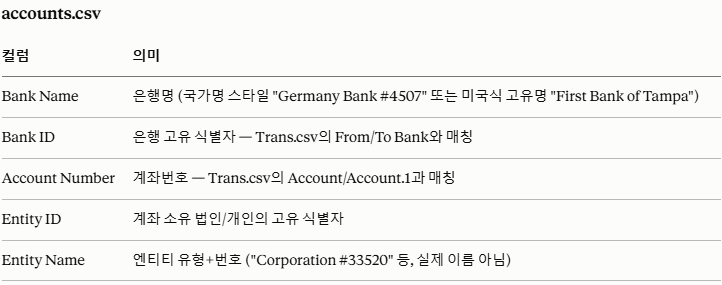 accounts.csv
컬럼 의미
Bank Name 은행명 (국가명 스타일 "Germany Bank #4507" 또는 미국식 고유명 "First Bank of Tampa")
Bank ID 은행 고유 식별자 — Trans.csv의 From/To Bank와 매칭
Account Number 계좌번호 — Trans.csv의 Account/Account.1과 매칭
Entity ID 계좌 소유 법인/개인의 고유 식별자
Entity Name 엔티티 유형+번호 ("Corporation #33520" 등, 실제 이름 아님)